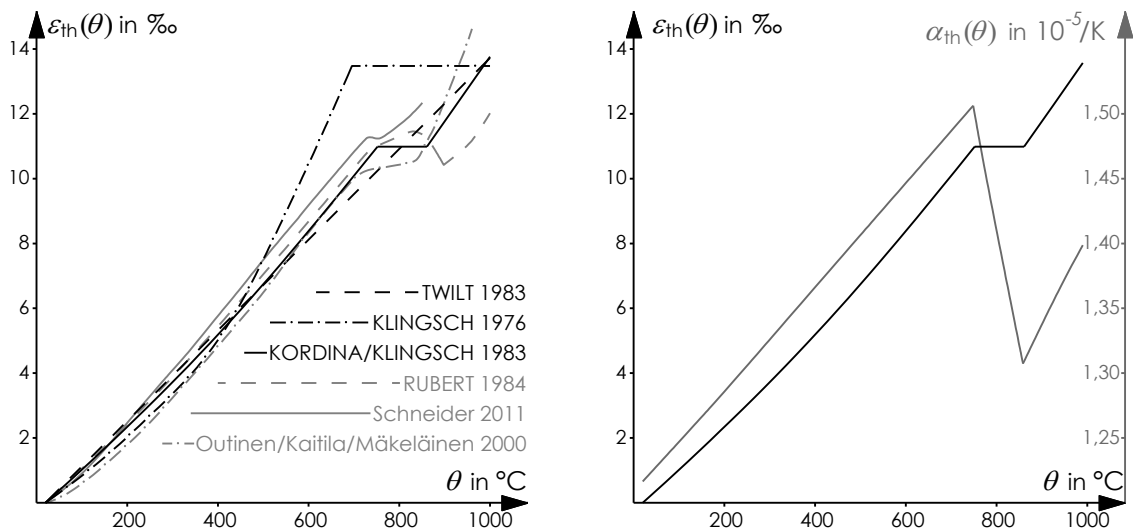 ε_th(θ) in ‰
14
12
10
8
6
4
2
TWILT 1983
KLINGSCH 1976
KORDINA/KLINGSCH 1983
RUBERT 1984
Schneider 2011
Outinen/Kaitila/Mäkeläinen 2000
θ in °C
200 400 600 800 1000
ε_th(θ) in ‰
α_th(θ) in 10^-5/K
14
12
10
8
6
4
2
1,50
1,45
1,40
1,35
1,30
1,25
θ in °C
200 400 600 800 1000